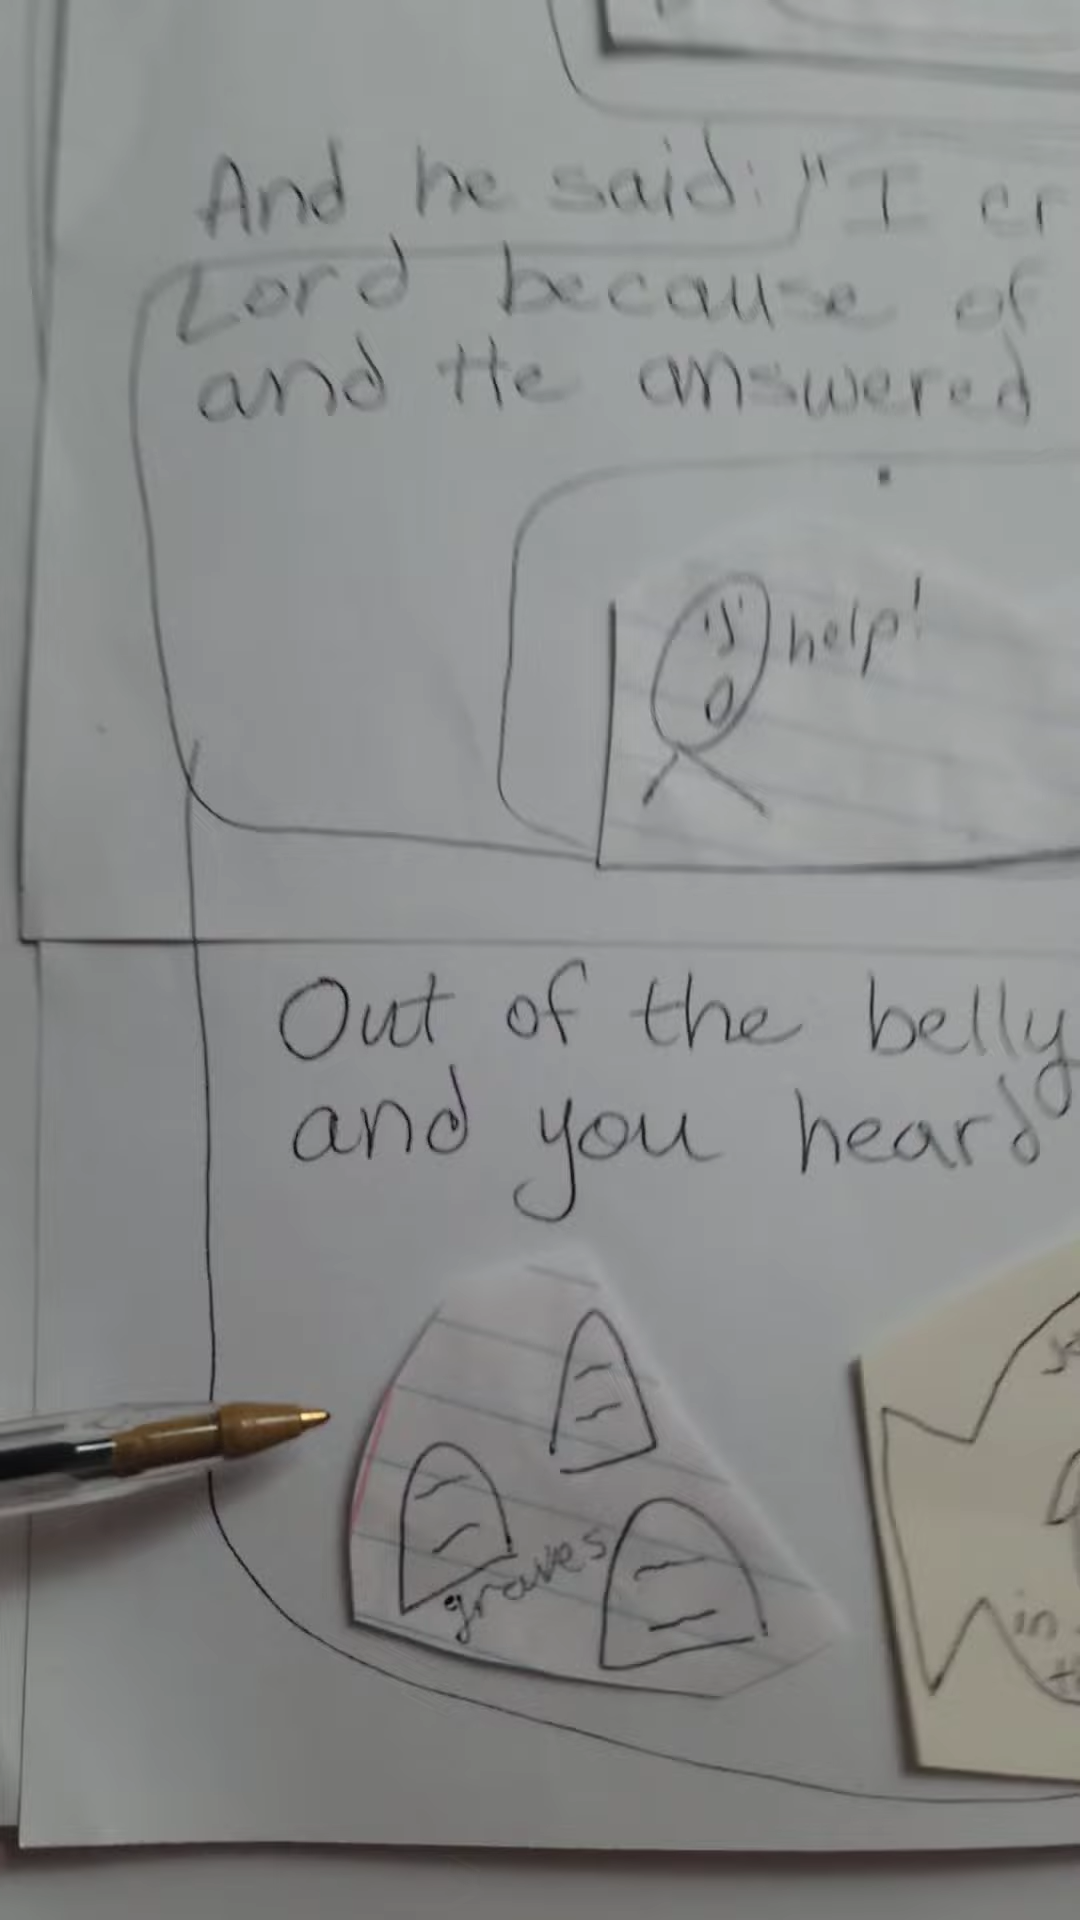 And he said: "I cr
Lord because of
and He answered
help!
Out of the belly
and you heard
graves
in